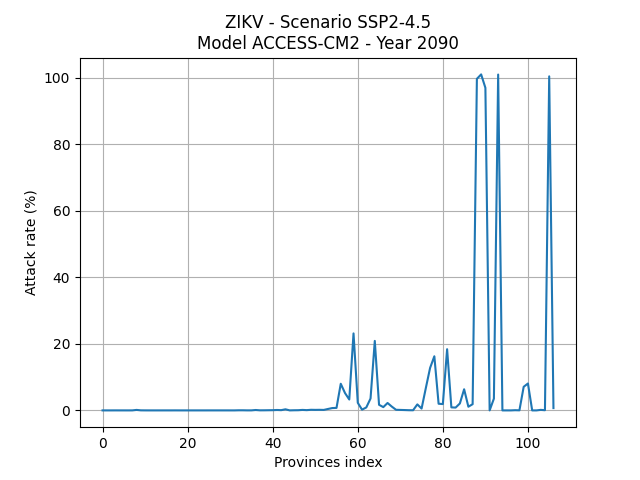 ZIKV - Scenario SSP2-4.5
Model ACCESS-CM2 - Year 2090
100
80
60
40
20
0
Attack rate (%)
0 20 40 60 80 100
Provinces index